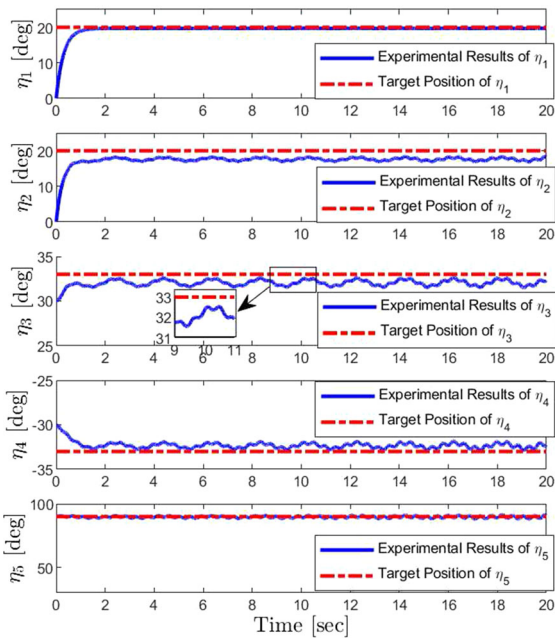 η1 [deg]
20
10
0
Experimental Results of η1
Target Position of η1
0 2 4 6 8 10 12 14 16 18 20
η2 [deg]
20
10
0
Experimental Results of η2
Target Position of η2
0 2 4 6 8 10 12 14 16 18 20
η3 [deg]
35
30
25
33
32
31
9 10 11
Experimental Results of η3
Target Position of η3
0 2 4 6 8 10 12 14 16 18 20
η4 [deg]
-25
-30
-35
Experimental Results of η4
Target Position of η4
0 2 4 6 8 10 12 14 16 18 20
η5 [deg]
100
50
Experimental Results of η5
Target Position of η5
0 2 4 6 8 10 12 14 16 18 20
Time [sec]